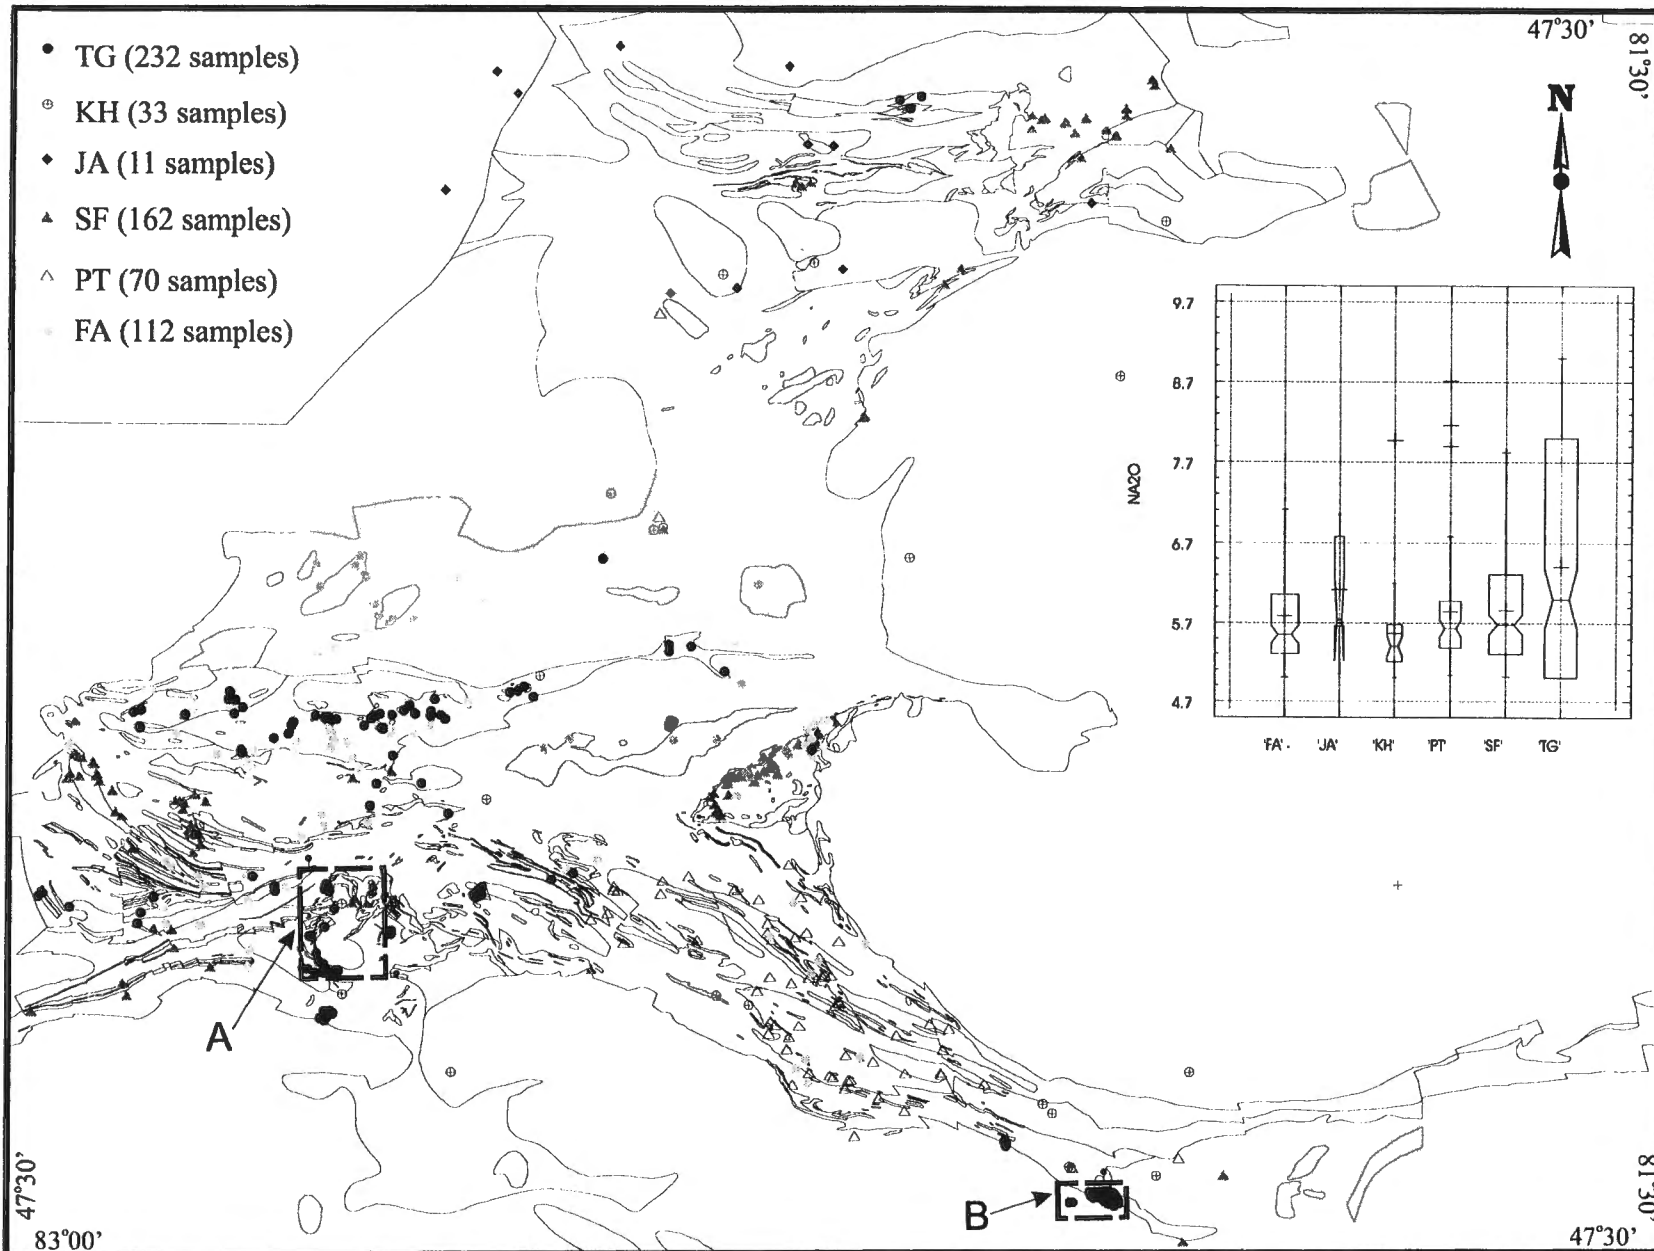 TG (232 samples)
KH (33 samples)
JA (11 samples)
SF (162 samples)
PT (70 samples)
FA (112 samples)
47°30'
81°30'
N
9.7
8.7
7.7
6.7
5.7
4.7
NA2O
'FA'
'JA'
'KH'
'PT'
'SF'
'TG'
A
B
47°30'
83°00'
81°30'
47°30'